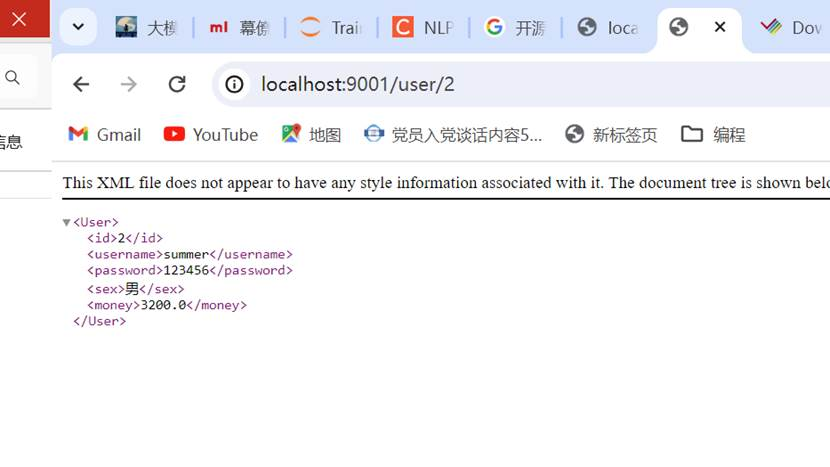 大模 ml 幕僚 Trai C NLP G 开源 loca Dow
localhost:9001/user/2
信息
Gmail YouTube 地图 党员入党谈话内容5... 新标签页 编程
This XML file does not appear to have any style information associated with it. The document tree is shown belo
<User>
<id>2</id>
<username>summer</username>
<password>123456</password>
<sex>男</sex>
<money>3200.0</money>
</User>